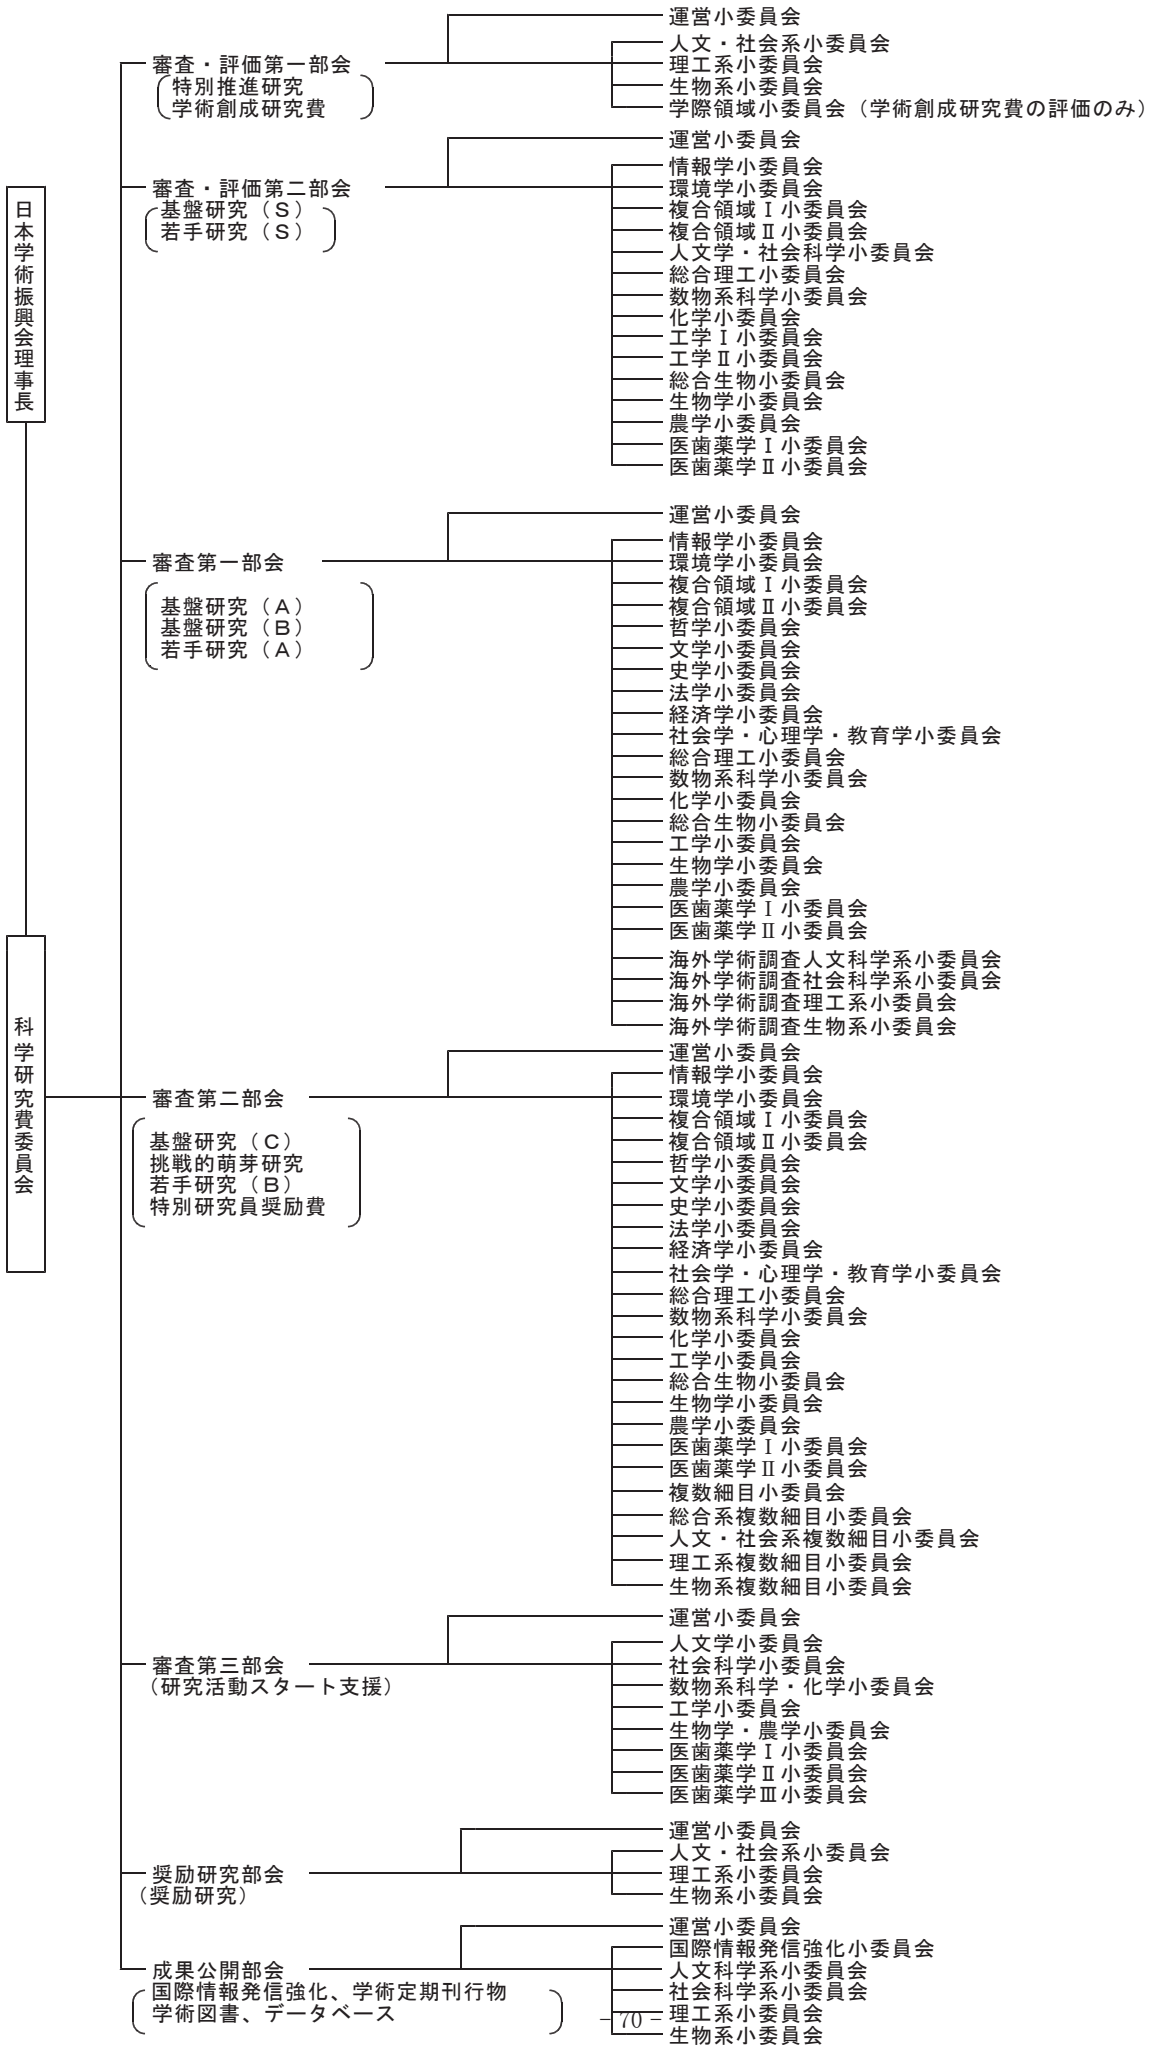 日本学術振興会理事長
科学研究費委員会
審査・評価第一部会
特別推進研究
学術創成研究費
運営小委員会
人文・社会系小委員会
理工系小委員会
生物系小委員会
学際領域小委員会（学術創成研究費の評価のみ）
審査・評価第二部会
基盤研究（Ｓ）
若手研究（Ｓ）
運営小委員会
情報学小委員会
環境学小委員会
複合領域Ⅰ小委員会
複合領域Ⅱ小委員会
人文学・社会科学小委員会
総合理工小委員会
数物系科学小委員会
化学小委員会
工学Ⅰ小委員会
工学Ⅱ小委員会
総合生物小委員会
生物学小委員会
農学小委員会
医歯薬学Ⅰ小委員会
医歯薬学Ⅱ小委員会
審査第一部会
基盤研究（Ａ）
基盤研究（Ｂ）
若手研究（Ａ）
運営小委員会
情報学小委員会
環境学小委員会
複合領域Ⅰ小委員会
複合領域Ⅱ小委員会
哲学小委員会
文学小委員会
史学小委員会
法学小委員会
経済学小委員会
社会学・心理学・教育学小委員会
総合理工小委員会
数物系科学小委員会
化学小委員会
総合生物小委員会
工学小委員会
生物学小委員会
農学小委員会
医歯薬学Ⅰ小委員会
医歯薬学Ⅱ小委員会
海外学術調査人文科学系小委員会
海外学術調査社会科学系小委員会
海外学術調査理工系小委員会
海外学術調査生物系小委員会
審査第二部会
基盤研究（Ｃ）
挑戦的萌芽研究
若手研究（Ｂ）
特別研究員奨励費
運営小委員会
情報学小委員会
環境学小委員会
複合領域Ⅰ小委員会
複合領域Ⅱ小委員会
哲学小委員会
文学小委員会
史学小委員会
法学小委員会
経済学小委員会
社会学・心理学・教育学小委員会
総合理工小委員会
数物系科学小委員会
化学小委員会
工学小委員会
総合生物小委員会
生物学小委員会
農学小委員会
医歯薬学Ⅰ小委員会
医歯薬学Ⅱ小委員会
複数細目小委員会
総合系複数細目小委員会
人文・社会系複数細目小委員会
理工系複数細目小委員会
生物系複数細目小委員会
審査第三部会
（研究活動スタート支援）
運営小委員会
人文学小委員会
社会科学小委員会
数物系科学・化学小委員会
工学小委員会
生物学・農学小委員会
医歯薬学Ⅰ小委員会
医歯薬学Ⅱ小委員会
医歯薬学Ⅲ小委員会
奨励研究部会
（奨励研究）
運営小委員会
人文・社会系小委員会
理工系小委員会
生物系小委員会
成果公開部会
国際情報発信強化、学術定期刊行物
学術図書、データベース
運営小委員会
国際情報発信強化小委員会
人文科学系小委員会
社会科学系小委員会
理工系小委員会
生物系小委員会
－70－